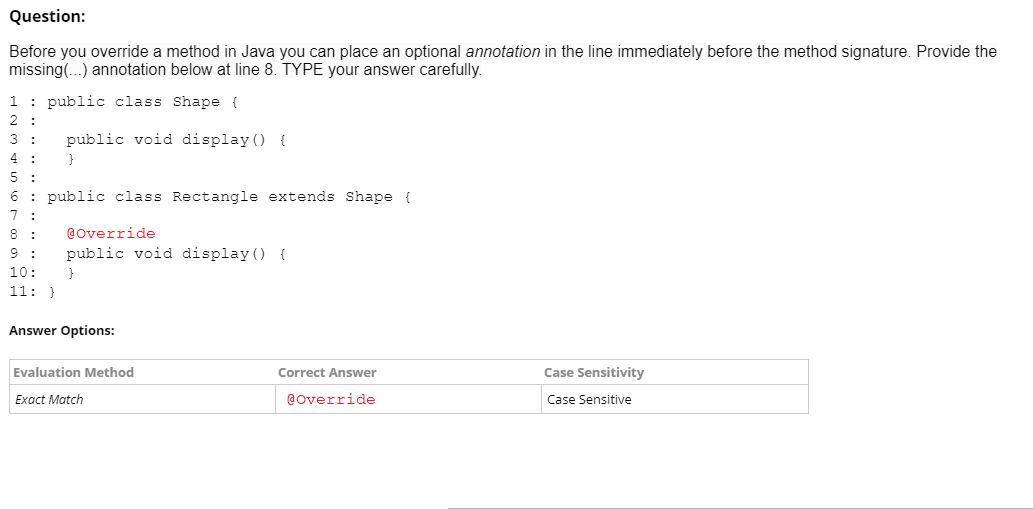 Question:
Before you override a method in Java you can place an optional annotation in the line immediately before the method signature. Provide the
missing(...) annotation below at line 8. TYPE your answer carefully.
1 : public class Shape {
2 :
3 :   public void display() {
4 :   }
5 :
6 : public class Rectangle extends Shape {
7 :
8 :   @Override
9 :   public void display() {
10:   }
11: }
Answer Options:
Evaluation Method Correct Answer Case Sensitivity
Exact Match @Override Case Sensitive